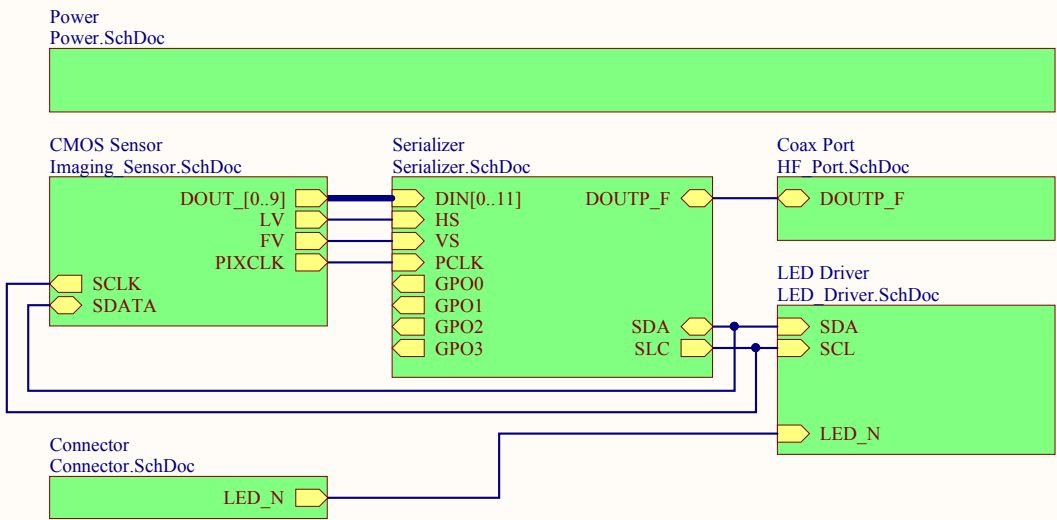 Power
Power.SchDoc
CMOS Sensor
Imaging_Sensor.SchDoc
DOUT_[0..9]
LV
FV
PIXCLK
SCLK
SDATA
Serializer
Serializer.SchDoc
DIN[0..11]
HS
VS
PCLK
GPO0
GPO1
GPO2
GPO3
DOUTP_F
SDA
SLC
Coax Port
HF_Port.SchDoc
DOUTP_F
LED Driver
LED_Driver.SchDoc
SDA
SCL
LED_N
Connector
Connector.SchDoc
LED_N